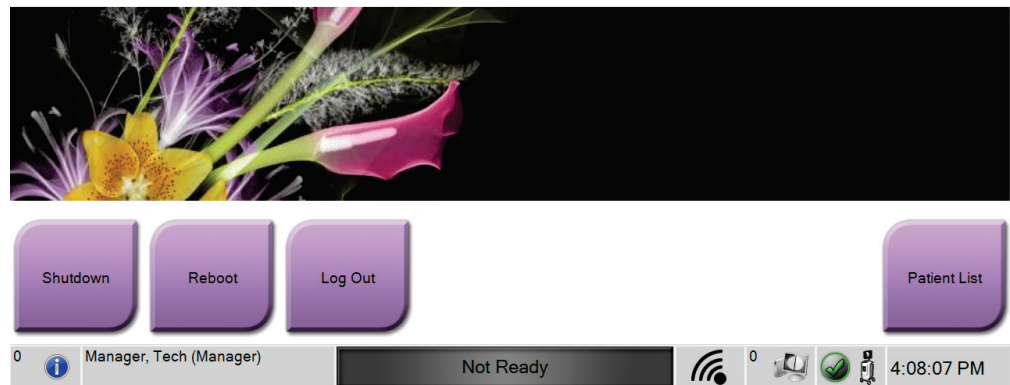 Shutdown
Reboot
Log Out
Patient List
0
Manager, Tech (Manager)
Not Ready
0
4:08:07 PM